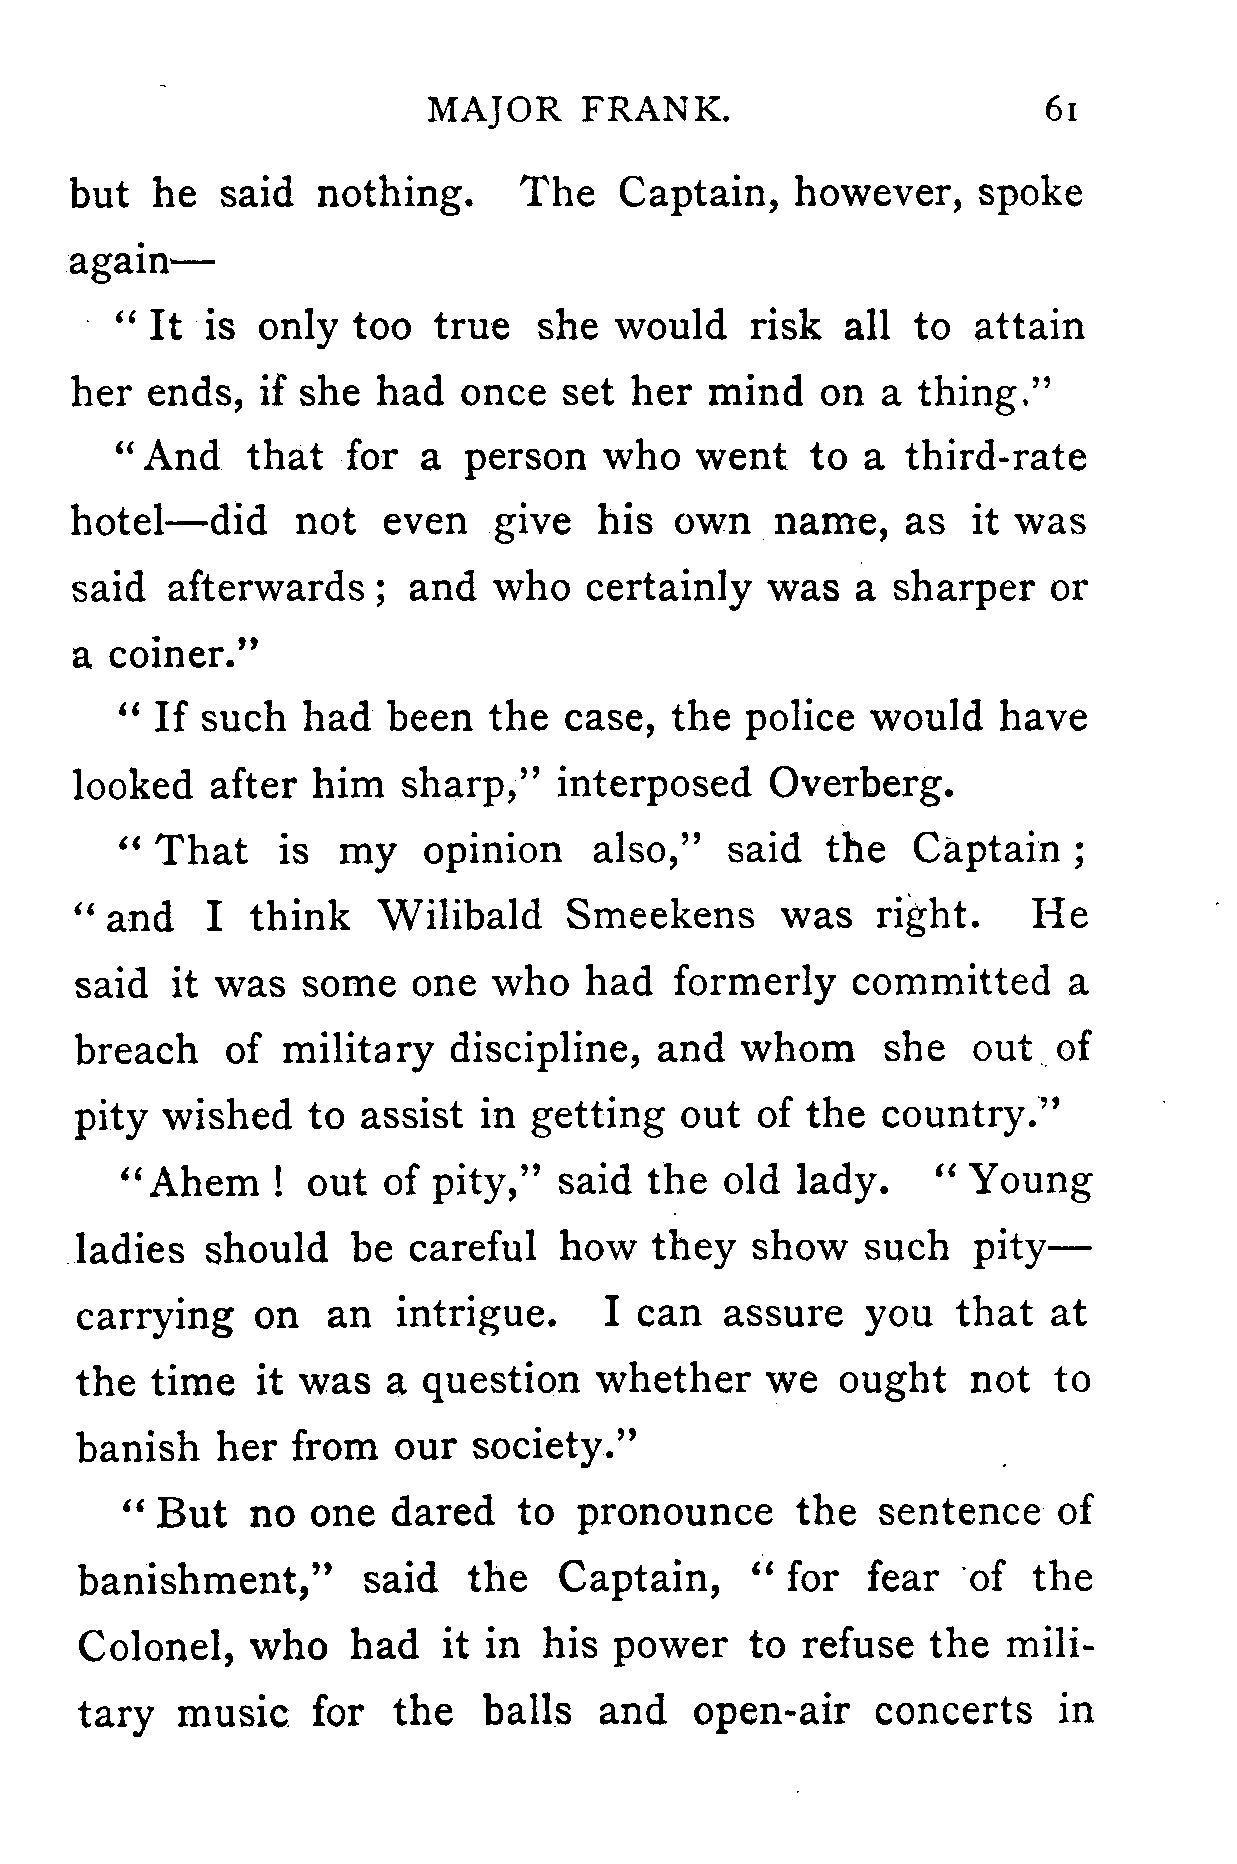 MAJOR FRANK. 61
but he said nothing. The Captain, however, spoke
again—
“ It is only too true she would risk all to attain
her ends, if she had once set her mind on a thing.”
“ And that for a person who went to a third-rate
hotel—did not even give his own name, as it was
said afterwards ; and who certainly was a sharper or
a coiner.”
“ If such had been the case, the police would have
looked after him sharp,” interposed Overberg.
“ That is my opinion also,” said the Captain ;
“ and I think Wilibald Smeekens was right. He
said it was some one who had formerly committed a
breach of military discipline, and whom she out of
pity wished to assist in getting out of the country.”
“ Ahem ! out of pity,” said the old lady. “ Young
ladies should be careful how they show such pity—
carrying on an intrigue. I can assure you that at
the time it was a question whether we ought not to
banish her from our society.”
“ But no one dared to pronounce the sentence of
banishment,” said the Captain, “ for fear of the
Colonel, who had it in his power to refuse the mili-
tary music for the balls and open-air concerts in